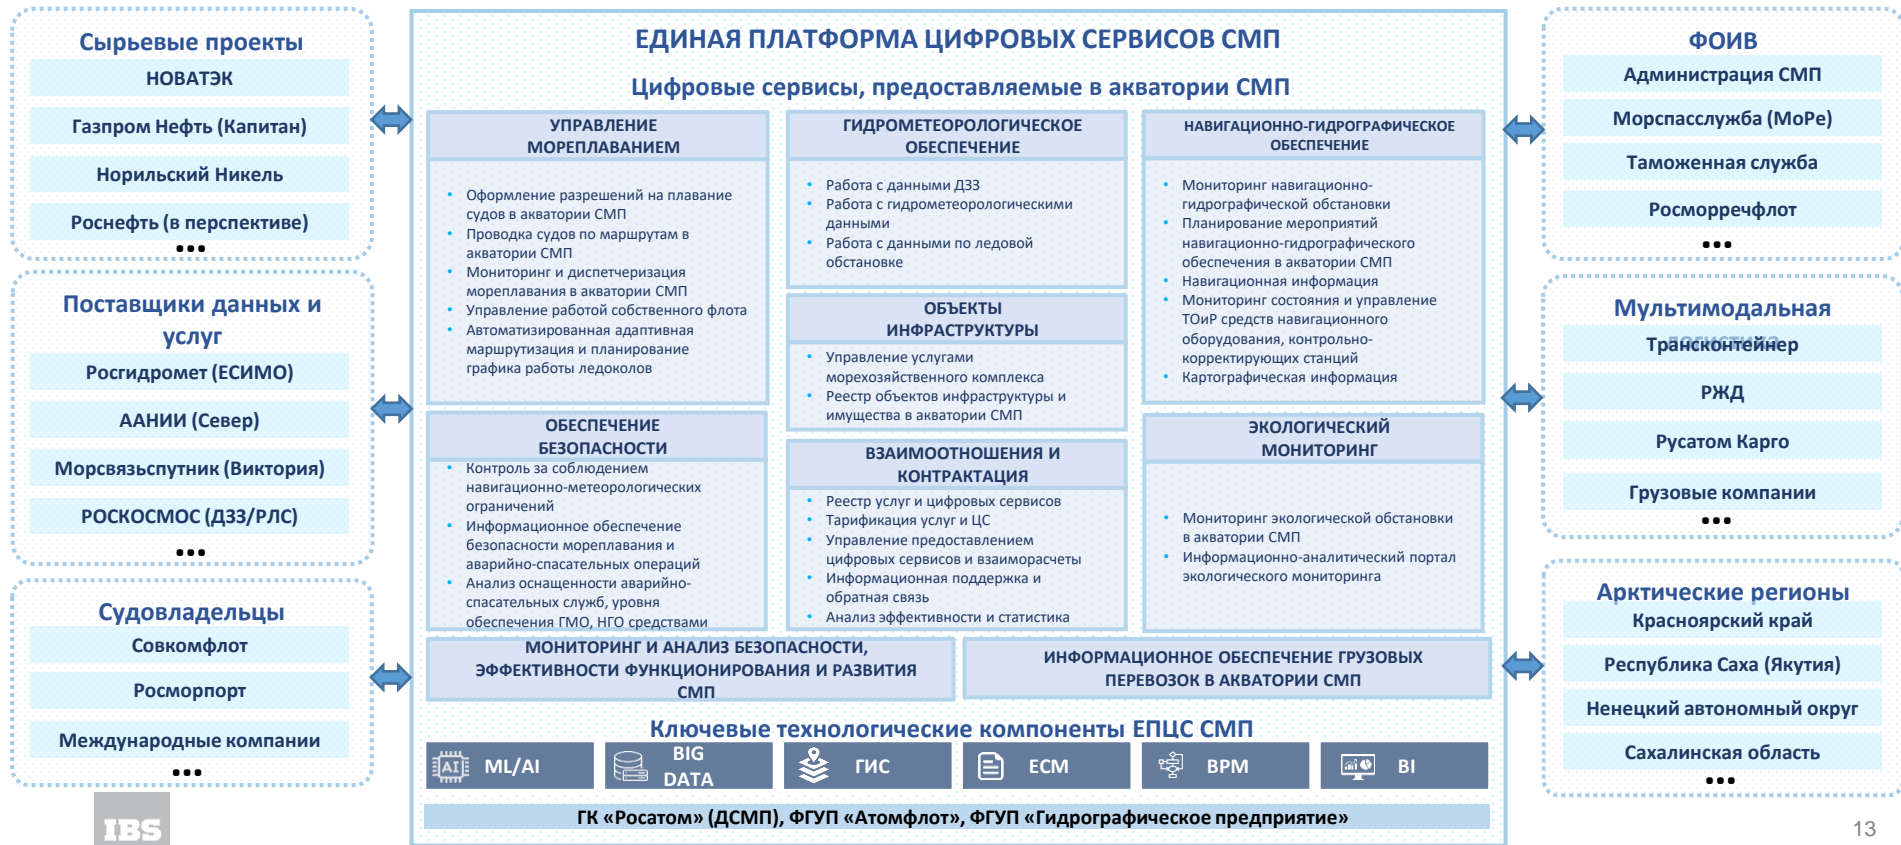 Сырьевые проекты
НОВАТЭК
Газпром Нефть (Капитан)
Норильский Никель
Роснефть (в перспективе)
...
Поставщики данных и
услуг
Росгидромет (ЕСИМО)
ААНИИ (Север)
Морсвязьспутник (Виктория)
РОСКОСМОС (ДЗЗ/РЛС)
...
Судовладельцы
Совкомфлот
Росморпорт
Международные компании
...
IBS
ЕДИНАЯ ПЛАТФОРМА ЦИФРОВЫХ СЕРВИСОВ СМП
Цифровые сервисы, предоставляемые в акватории СМП
УПРАВЛЕНИЕ
МОРЕПЛАВАНИЕМ
• Оформление разрешений на плавание
судов в акватории СМП
• Проводка судов по маршрутам в
акватории СМП
• Мониторинг и диспетчеризация
мореплавания в акватории СМП
• Управление работой собственного флота
• Автоматизированная адаптивная
маршрутизация и планирование
графика работы ледоколов
ОБЕСПЕЧЕНИЕ
БЕЗОПАСНОСТИ
• Контроль за соблюдением
навигационно-метеорологических
ограничений
• Информационное обеспечение
безопасности мореплавания и
аварийно-спасательных операций
• Анализ оснащенности аварийно-
спасательных служб, уровня
обеспечения ГМО, НГО средствами
ГИДРОМЕТЕОРОЛОГИЧЕСКОЕ
ОБЕСПЕЧЕНИЕ
• Работа с данными ДЗЗ
• Работа с гидрометеорологическими
данными
• Работа с данными по ледовой
обстановке
ОБЪЕКТЫ
ИНФРАСТРУКТУРЫ
• Управление услугами
морехозяйственного комплекса
• Реестр объектов инфраструктуры и
имущества в акватории СМП
ВЗАИМООТНОШЕНИЯ И
КОНТРАКТАЦИЯ
• Реестр услуг и цифровых сервисов
• Тарификация услуг и ЦС
• Управление предоставлением
цифровых сервисов и взаиморасчеты
• Информационная поддержка и
обратная связь
• Анализ эффективности и статистика
НАВИГАЦИОННО-ГИДРОГРАФИЧЕСКОЕ
ОБЕСПЕЧЕНИЕ
• Мониторинг навигационно-
гидрографической обстановки
• Планирование мероприятий
навигационно-гидрографического
обеспечения в акватории СМП
• Навигационная информация
• Мониторинг состояния и управление
ТОиР средств навигационного
оборудования, контрольно-
корректирующих станций
• Картографическая информация
ЭКОЛОГИЧЕСКИЙ
МОНИТОРИНГ
• Мониторинг экологической обстановки
в акватории СМП
• Информационно-аналитический портал
экологического мониторинга
МОНИТОРИНГ И АНАЛИЗ БЕЗОПАСНОСТИ,
ЭФФЕКТИВНОСТИ ФУНКЦИОНИРОВАНИЯ И РАЗВИТИЯ
СМП
ИНФОРМАЦИОННОЕ ОБЕСПЕЧЕНИЕ ГРУЗОВЫХ
ПЕРЕВОЗОК В АКВАТОРИИ СМП
Ключевые технологические компоненты ЕПЦС СМП
AI ML/AI
BIG
DATA
ГИС
ECM
BPM
BI
ГК «Росатом» (ДСМП), ФГУП «Атомфлот», ФГУП «Гидрографическое предприятие»
ФОИВ
Администрация СМП
Морспасслужба (МоРе)
Таможенная служба
Росморречфлот
...
Мультимодальная
Трансконтейнер
РЖД
Русатом Карго
Грузовые компании
...
Арктические регионы
Красноярский край
Республика Саха (Якутия)
Ненецкий автономный округ
Сахалинская область
...
13